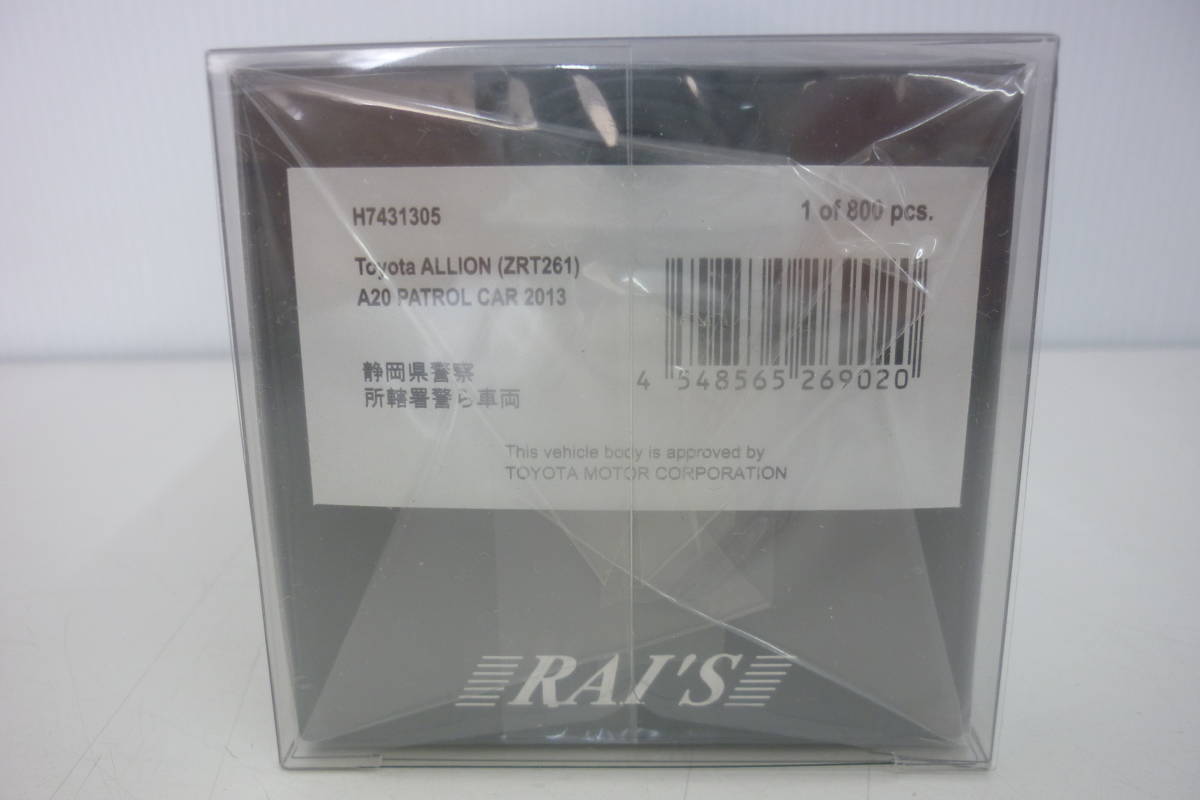 H7431305
1 of 800 pcs.
Toyota ALLION (ZRT261)
A20 PATROL CAR 2013
静岡県警察
所轄署警ら車両
4 548565 269020
This vehicle body is approved by
TOYOTA MOTOR CORPORATION
RAI'S